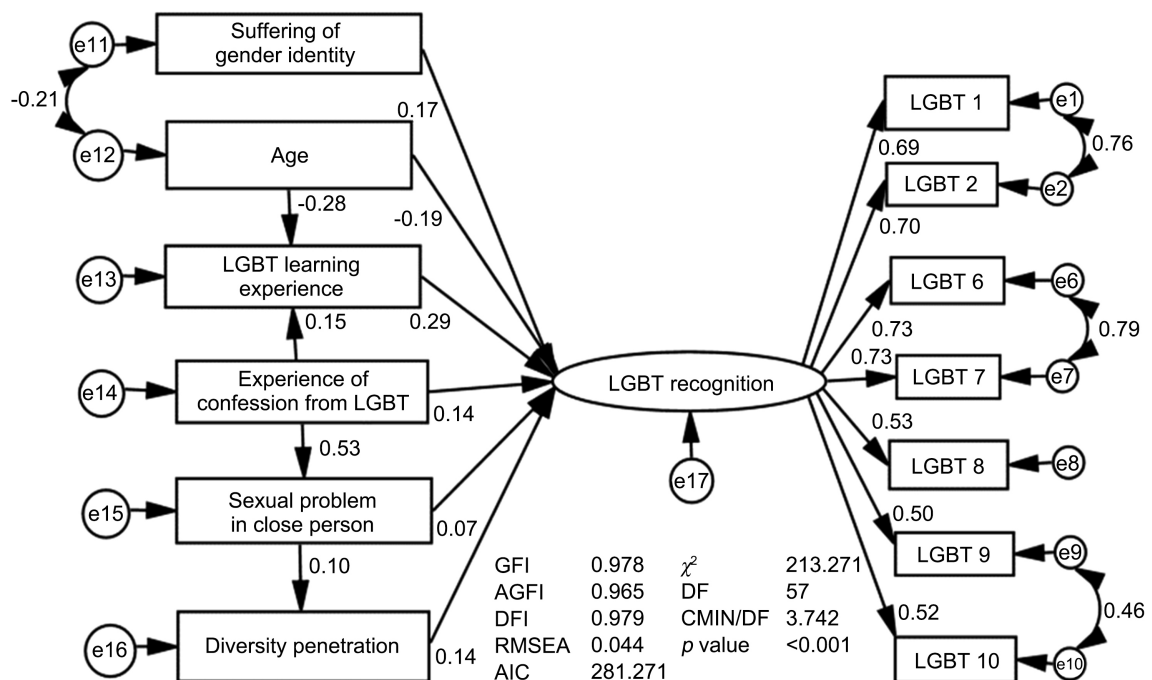 Suffering of
gender identity
e11
-0.21
e12
0.17
Age
-0.28
-0.19
e13
LGBT learning
experience
0.15
0.29
e14
Experience of
confession from LGBT
0.14
0.53
e15
Sexual problem
in close person
0.07
0.10
e16
Diversity penetration
0.14
LGBT recognition
e17
LGBT 1
e1
0.69
0.76
LGBT 2
e2
0.70
LGBT 6
e6
0.73
0.79
0.73
LGBT 7
e7
0.53
LGBT 8
e8
0.50
LGBT 9
e9
0.52
0.46
LGBT 10
e10
GFI 0.978 χ² 213.271
AGFI 0.965 DF 57
DFI 0.979 CMIN/DF 3.742
RMSEA 0.044 p value <0.001
AIC 281.271